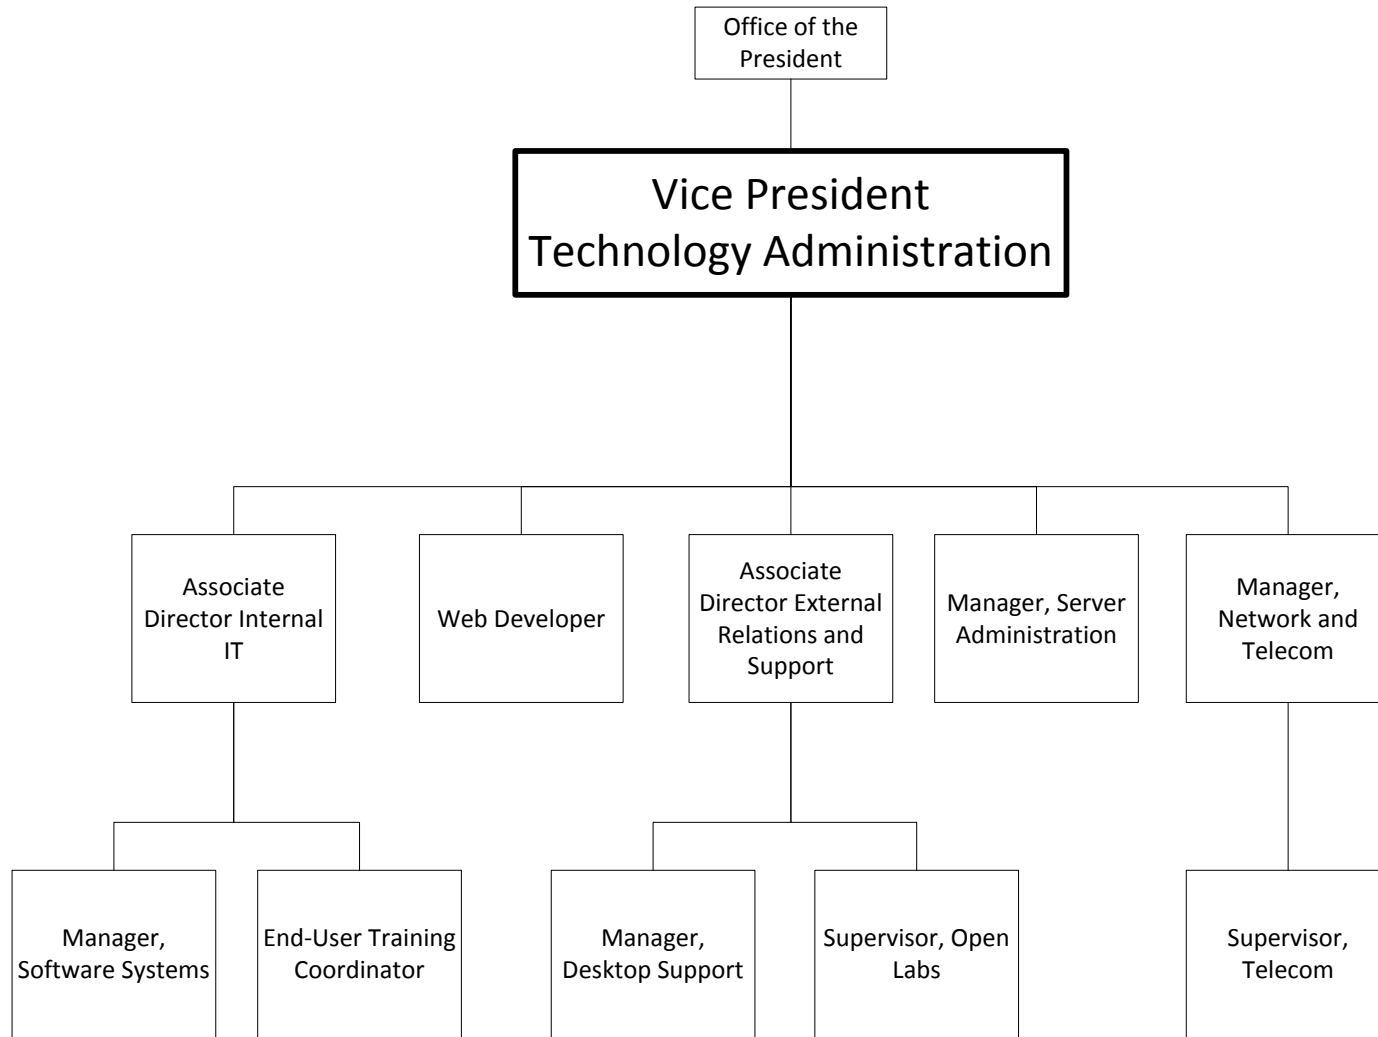 Office of the
President
Vice President
Technology Administration
Associate
Director Internal
IT
Web Developer
Associate
Director External
Relations and
Support
Manager, Server
Administration
Manager,
Network and
Telecom
Manager,
Software Systems
End-User Training
Coordinator
Manager,
Desktop Support
Supervisor, Open
Labs
Supervisor,
Telecom